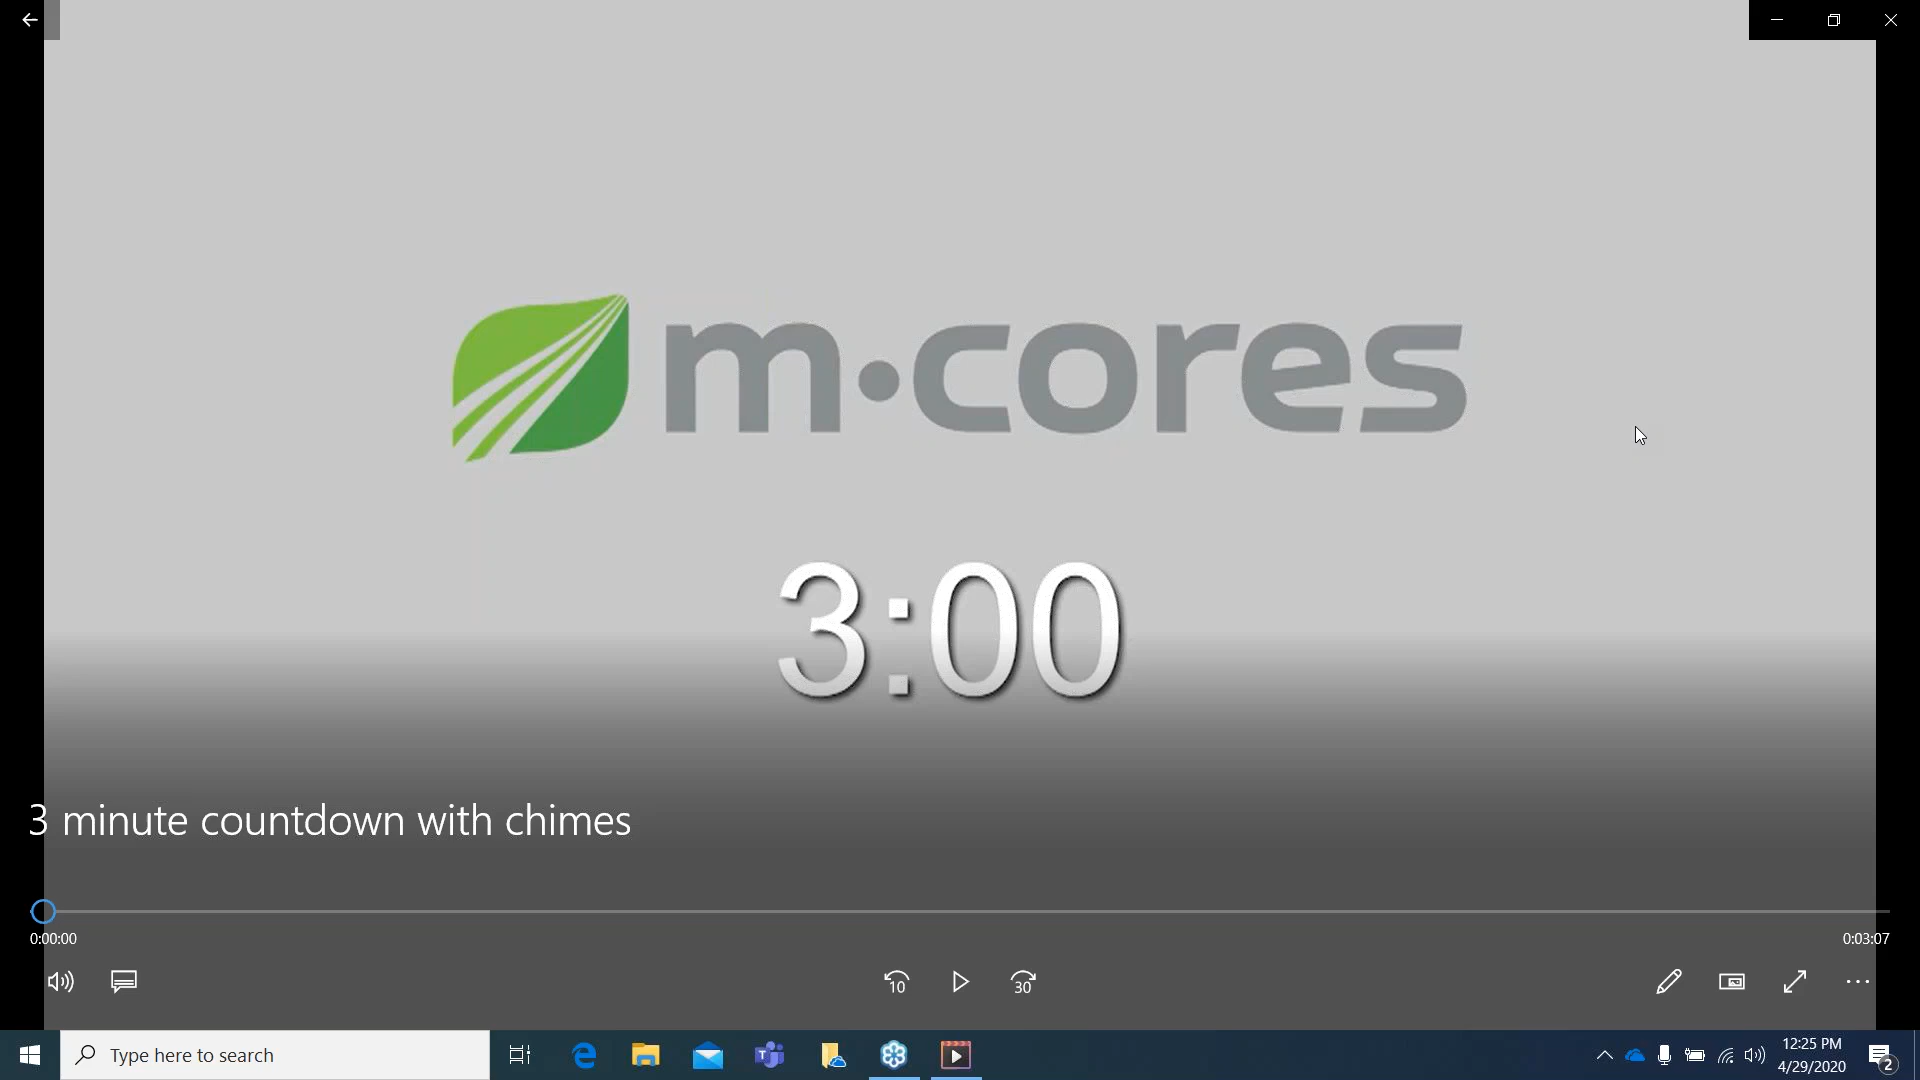 m·cores
3:00
3 minute countdown with chimes
0:00:00
0:03:07
10
30
Type here to search
12:25 PM
4/29/2020
2